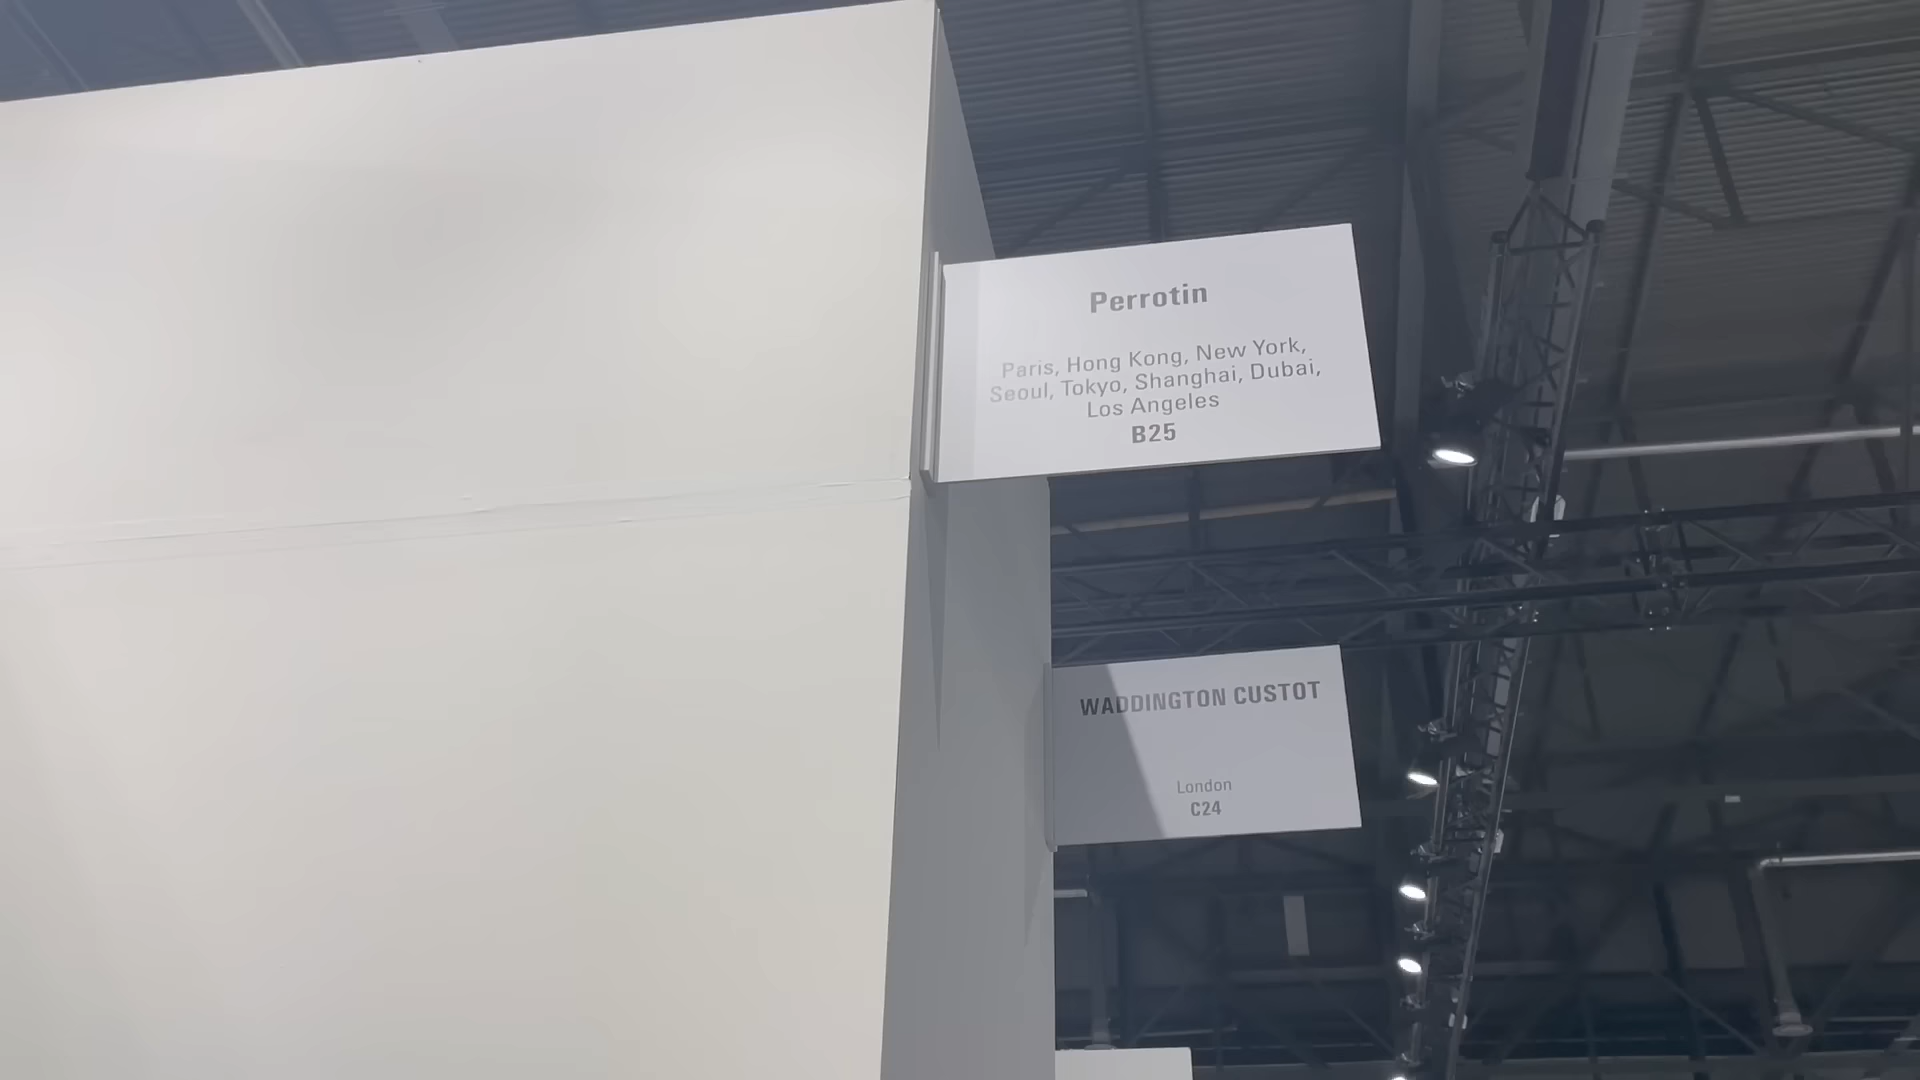 Perrotin
Paris, Hong Kong, New York,
Seoul, Tokyo, Shanghai, Dubai,
Los Angeles
B25
WADDINGTON CUSTOT
London
C24